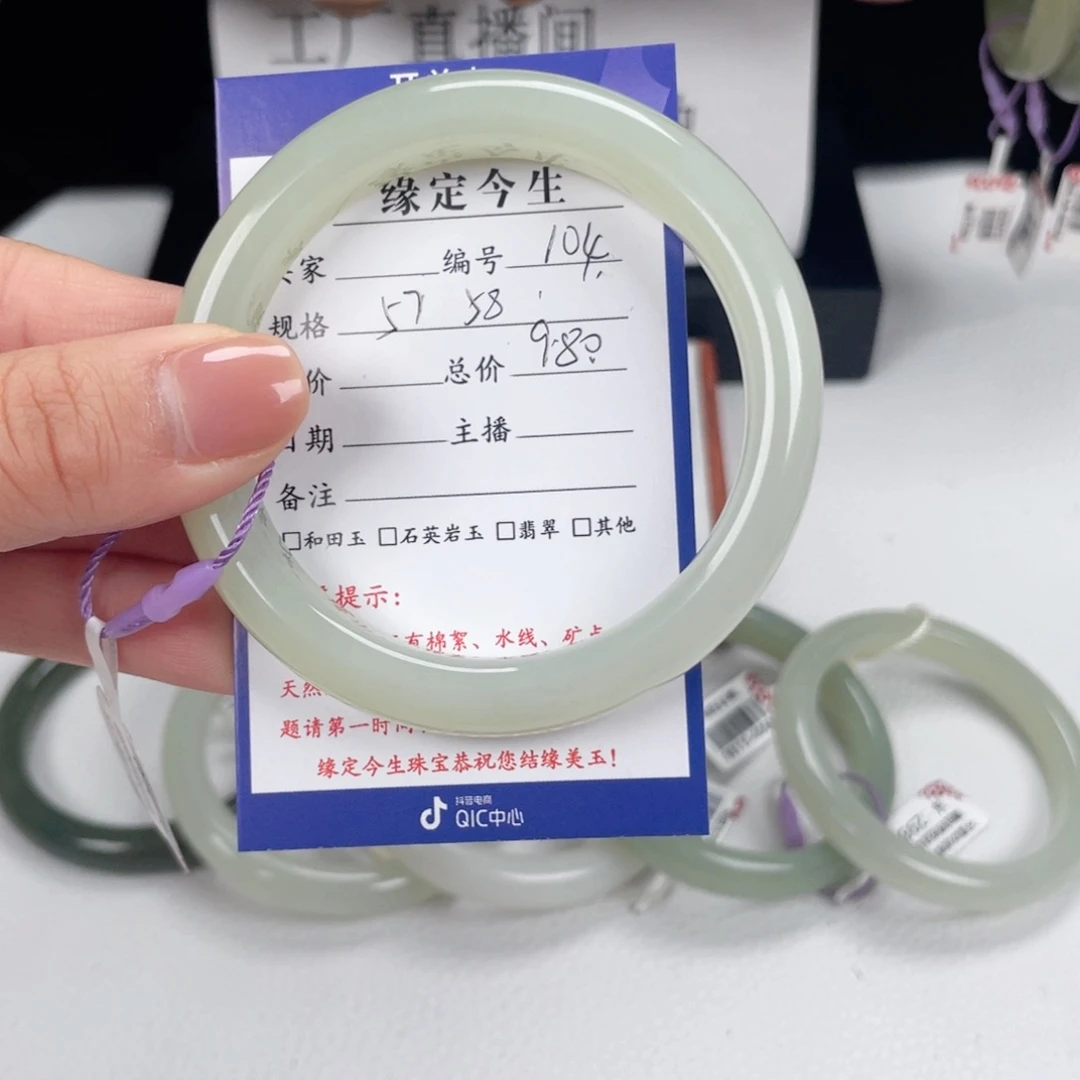 工厂直播间
缘定今生
家 编号 104
规格 57 58
价 总价 980
日期 主播
备注
□和田玉 □石英岩玉 □翡翠 □其他
提示：
有棉絮、水线、矿点
天然
题请第一时间
缘定今生珠宝恭祝您结缘美玉！
抖音电商
QIC中心